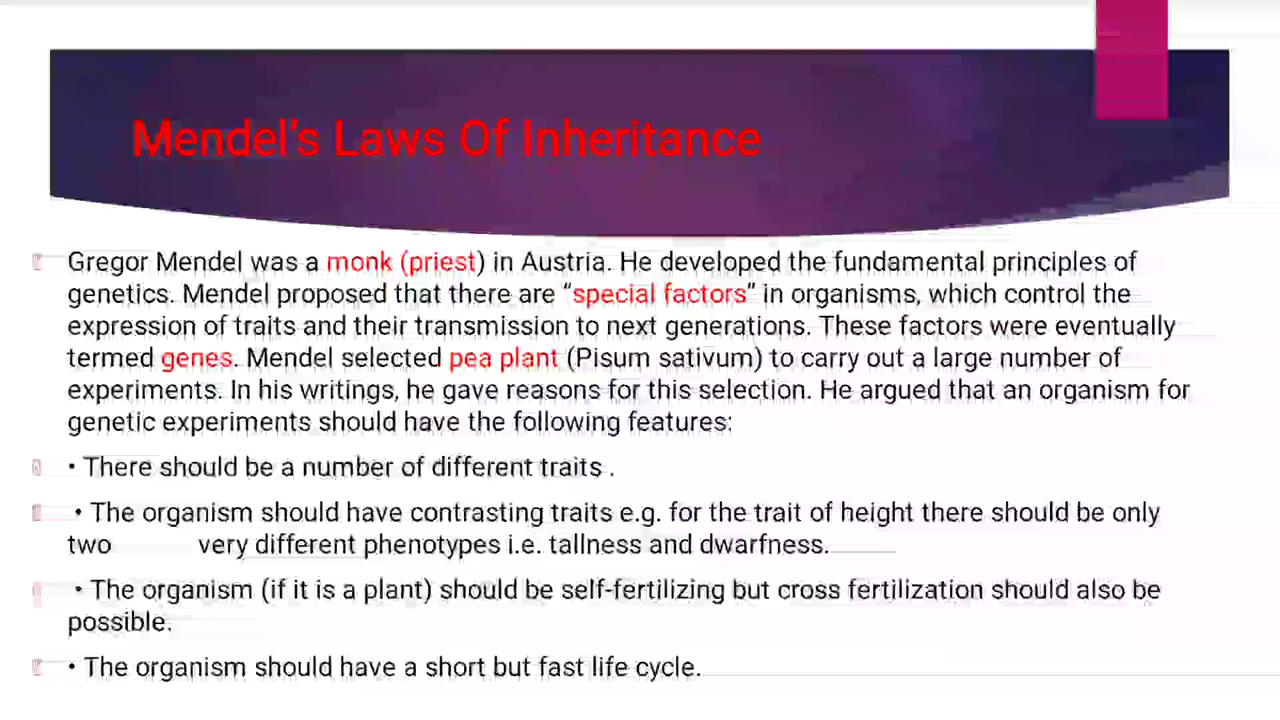 Mendel’s Laws Of Inheritance
Gregor Mendel was a monk (priest) in Austria. He developed the fundamental principles of
genetics. Mendel proposed that there are “special factors” in organisms, which control the
expression of traits and their transmission to next generations. These factors were eventually
termed genes. Mendel selected pea plant (Pisum sativum) to carry out a large number of
experiments. In his writings, he gave reasons for this selection. He argued that an organism for
genetic experiments should have the following features:
• There should be a number of different traits .
• The organism should have contrasting traits e.g. for the trait of height there should be only
two very different phenotypes i.e. tallness and dwarfness.
• The organism (if it is a plant) should be self-fertilizing but cross fertilization should also be
possible.
• The organism should have a short but fast life cycle.